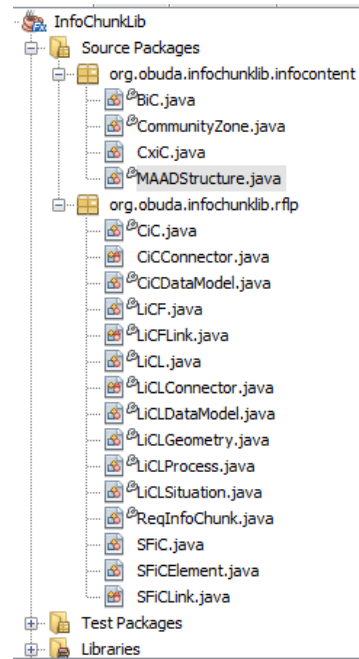 InfoChunkLib
Source Packages
org.obuda.infochunklib.infocontent
BiC.java
CommunityZone.java
CxiC.java
MAADStructure.java
org.obuda.infochunklib.rflp
CiC.java
CiCConnector.java
CiCDataModel.java
LiCF.java
LiCFLink.java
LiCL.java
LiCLConnector.java
LiCLDataModel.java
LiCLGeometry.java
LiCLProcess.java
LiCLSituation.java
ReqInfoChunk.java
SFiC.java
SFiCElement.java
SFiCLink.java
Test Packages
Libraries